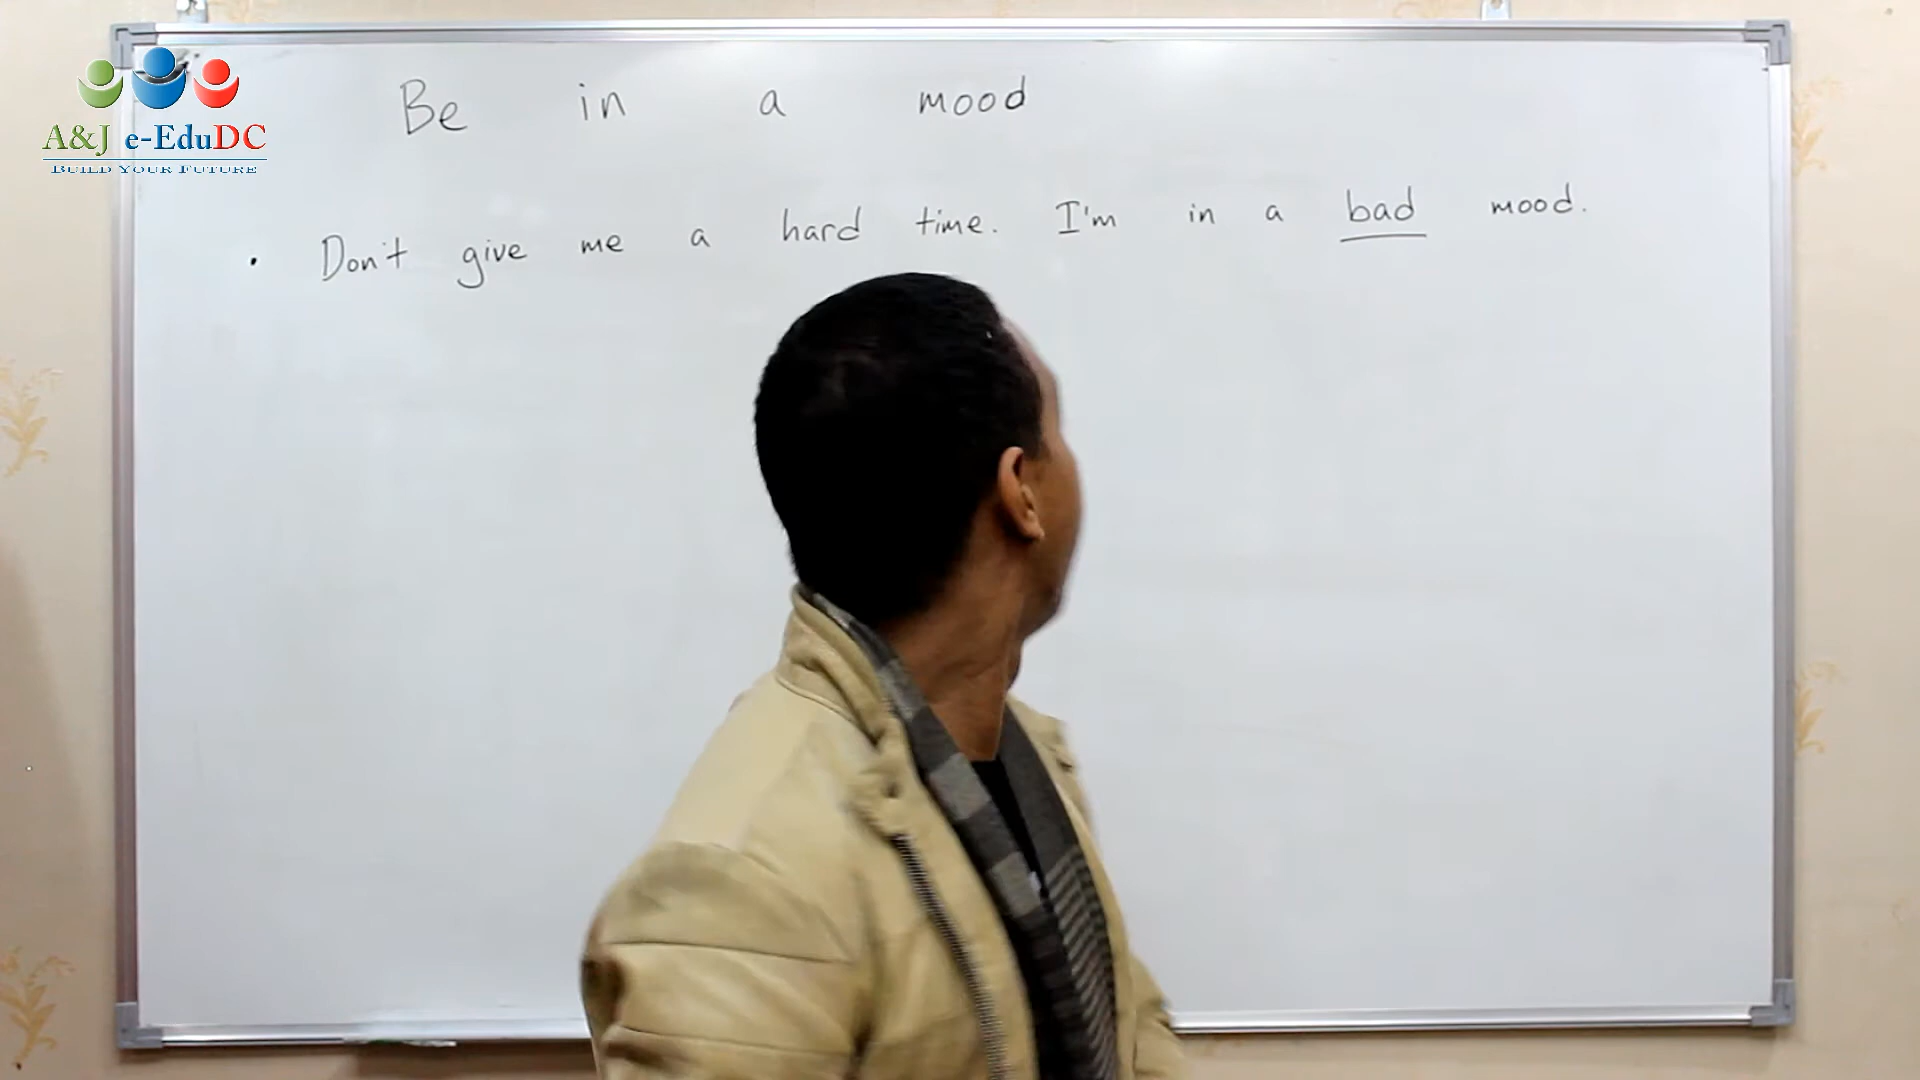 A&J e-EduDC
BUILD YOUR FUTURE
Be in a mood
• Don't give me a hard time. I'm in a bad mood.